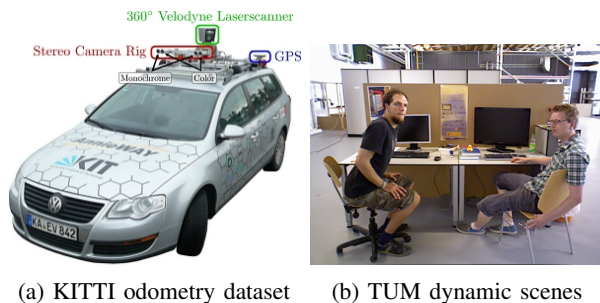 360° Velodyne Laserscanner
Stereo Camera Rig
GPS
Monochrome
Color
AnnieWAY
KIT
KA EV 842
(a) KITTI odometry dataset
(b) TUM dynamic scenes